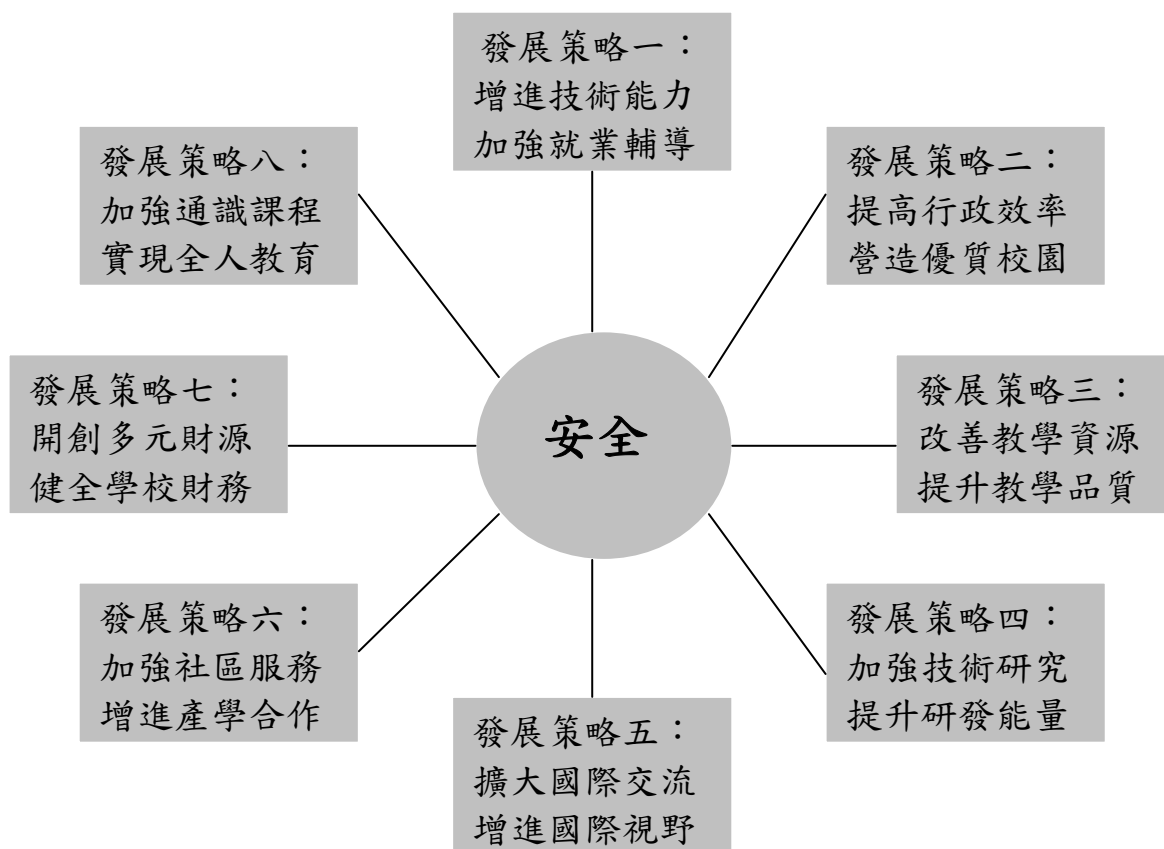 發展策略一：
增進技術能力
加強就業輔導
發展策略二：
提高行政效率
營造優質校園
發展策略三：
改善教學資源
提升教學品質
發展策略四：
加強技術研究
提升研發能量
發展策略五：
擴大國際交流
增進國際視野
發展策略六：
加強社區服務
增進產學合作
發展策略七：
開創多元財源
健全學校財務
發展策略八：
加強通識課程
實現全人教育
安全